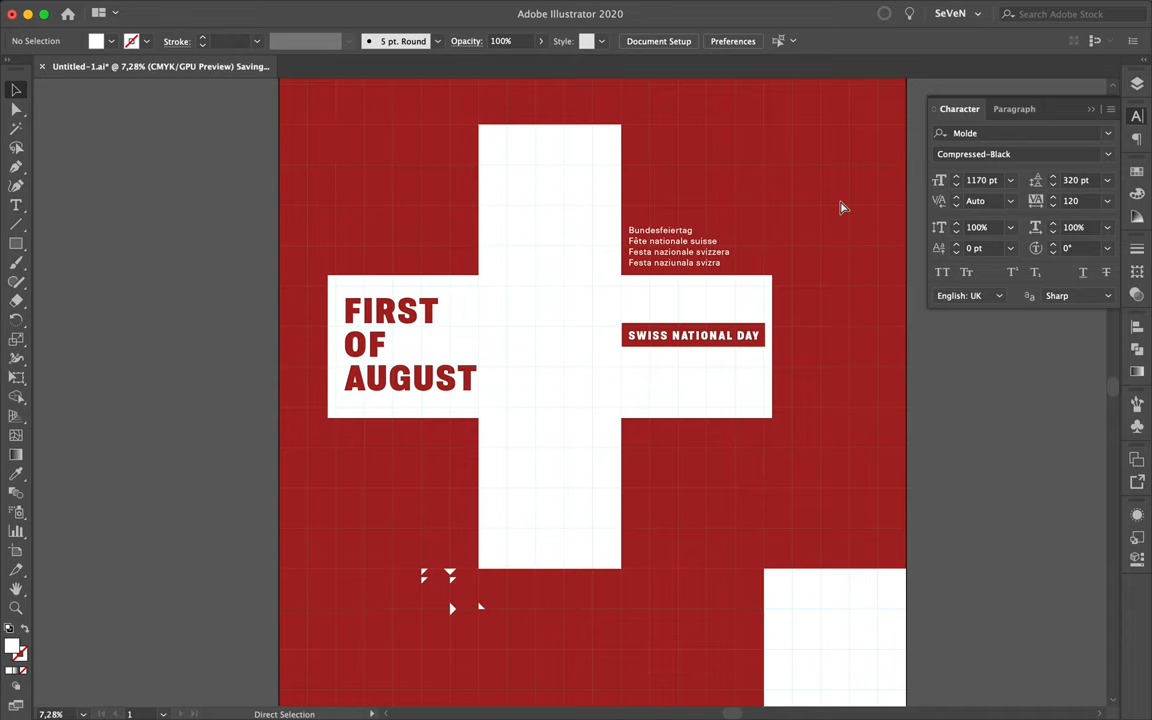 Adobe Illustrator 2020
SeVeN
Search Adobe Stock
No Selection
Stroke:
5 pt. Round
Opacity:
100%
Style:
Document Setup
Preferences
Untitled-1.ai* @ 7,28% (CMYK/GPU Preview) Saving...
Character
Paragraph
Molde
Compressed-Black
1170 pt
320 pt
Auto
120
100%
100%
0 pt
0°
English: UK
Sharp
Bundesfeiertag
Fête nationale suisse
Festa nazionale svizzera
Festa naziunala svizra
FIRST
OF
AUGUST
SWISS NATIONAL DAY
7,28%
1
Direct Selection